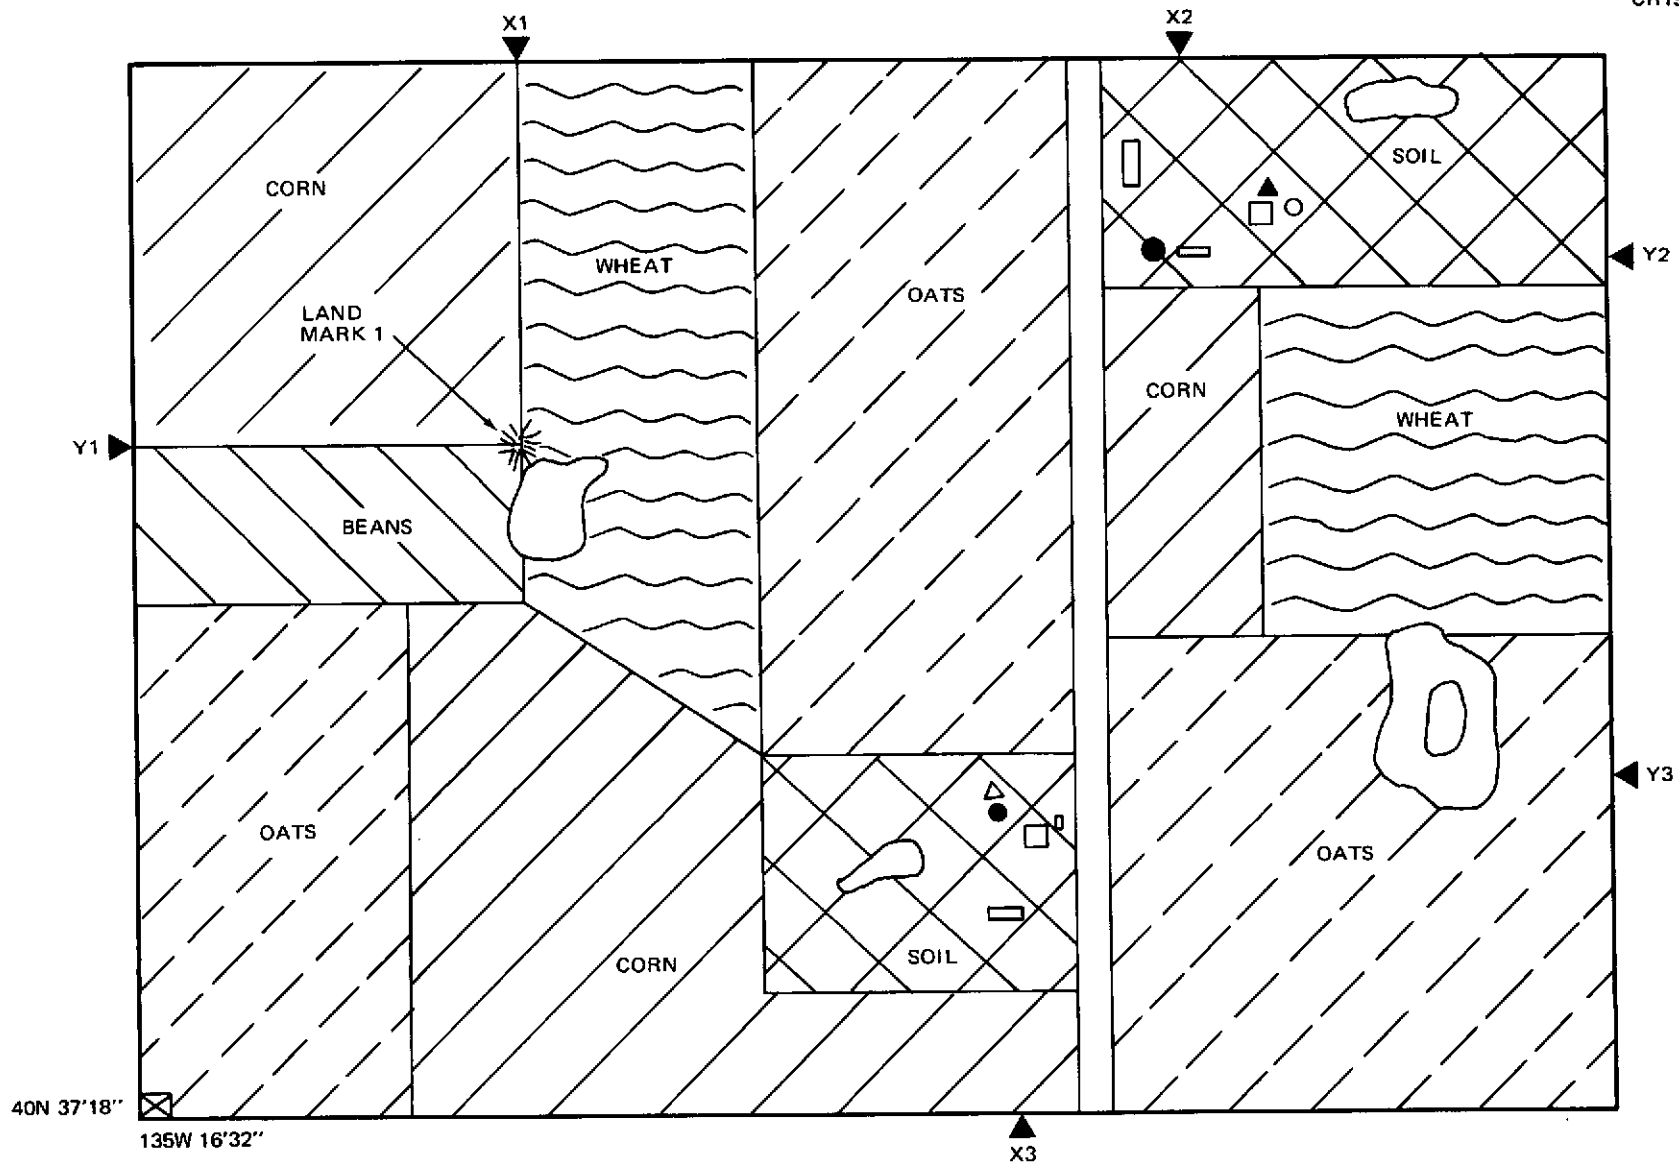 X1
X2
CORN
SOIL
WHEAT
Y2
OATS
LAND
MARK 1
CORN
WHEAT
Y1
BEANS
Y3
OATS
OATS
CORN
SOIL
40N 37'18"
135W 16'32"
X3